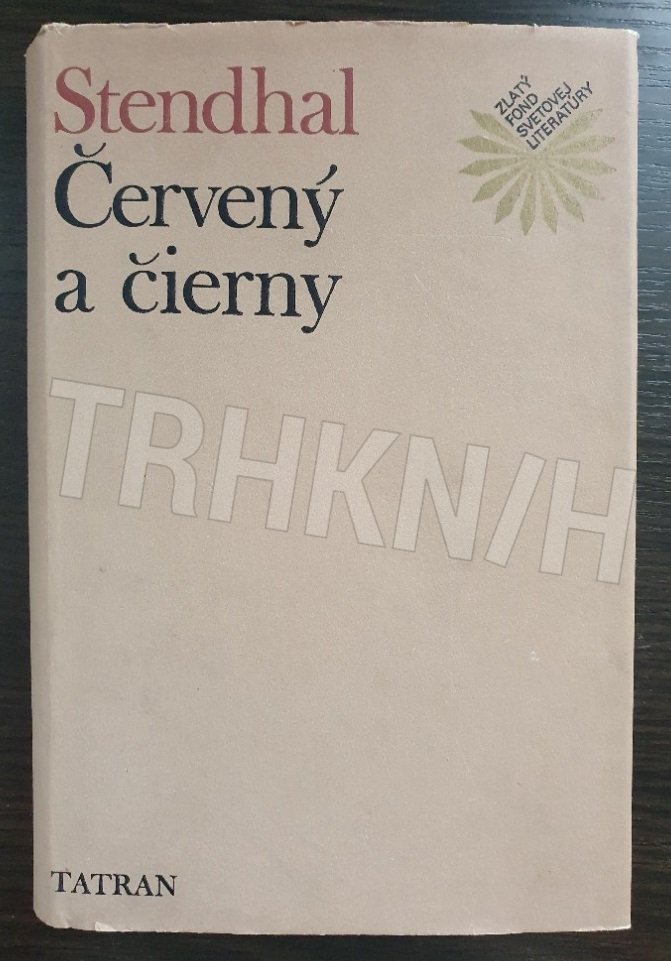 Stendhal
Červený
a čierny
ZLATÝ
FOND
SVETOVEJ
LITERATÚRY
TRHKN/H
TATRAN